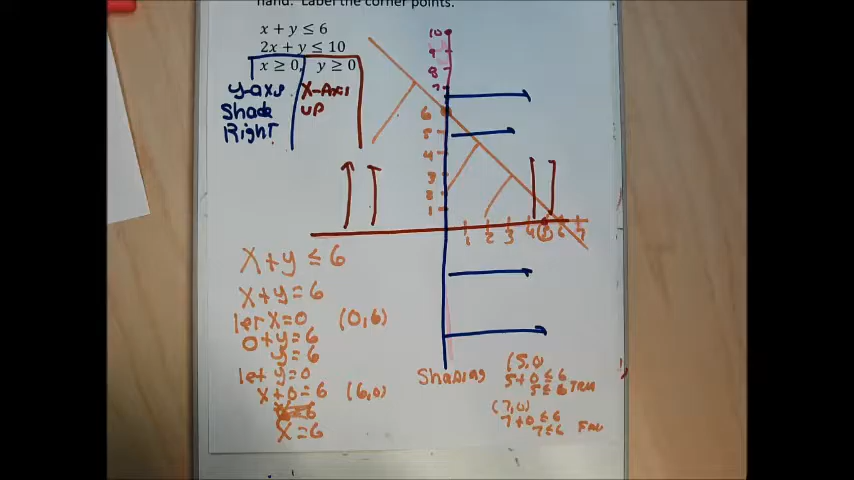 hand. Label the corner points.
x + y ≤ 6
2x + y ≤ 10
x ≥ 0, y ≥ 0
y-axis
Shade
Right
X-Axis
up
10
9
8
7
6
5
4
3
2
1
1 2 3 4 5 6 7
X+y ≤ 6
X+y=6
let X=0 (0,6)
0+y=6
y=6
let y=0
x+0=6 (6,0)
X=6
Shading
(5,0)
5+0≤6
5≤6 True
(7,0)
7+0≤6
7≤6